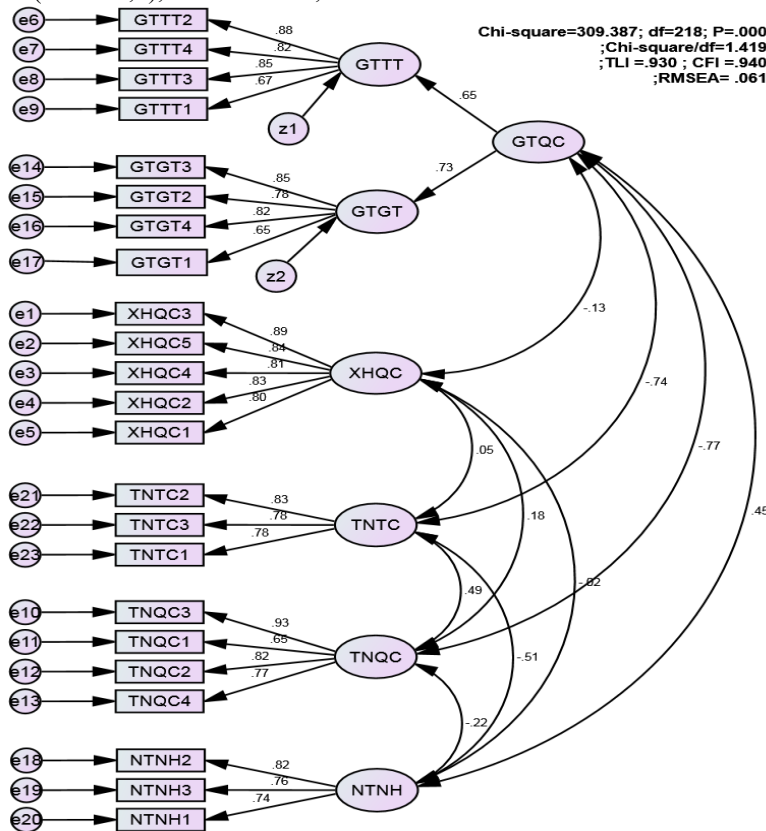 Chi-square=309.387; df=218; P=.000
;Chi-square/df=1.419
;TLI =.930 ; CFI =.940
;RMSEA= .061
e6 GTTT2 .88
e7 GTTT4 .82
e8 GTTT3 .85
e9 GTTT1 .67
GTTT
z1
.65
GTQC
.73
e14 GTGT3 .85
e15 GTGT2 .78
e16 GTGT4 .82
e17 GTGT1 .65
GTGT
z2
e1 XHQC3 .89
e2 XHQC5 .84
e3 XHQC4 .81
e4 XHQC2 .83
e5 XHQC1 .80
XHQC
-.13
-.74
-.77
.45
.05
.18
-.02
e21 TNTC2 .83
e22 TNTC3 .78
e23 TNTC1 .78
TNTC
.49
-.51
e10 TNQC3 .93
e11 TNQC1 .65
e12 TNQC2 .82
e13 TNQC4 .77
TNQC
-.22
e18 NTNH2 .82
e19 NTNH3 .76
e20 NTNH1 .74
NTNH